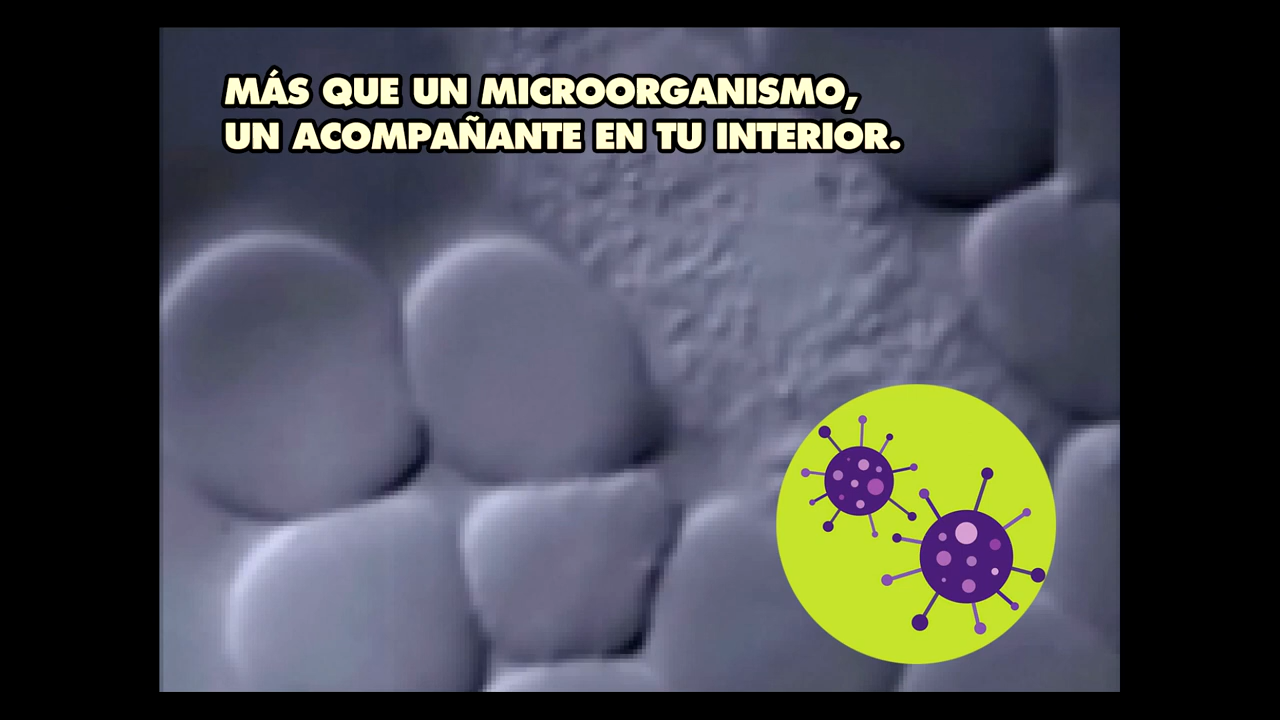 MÁS QUE UN MICROORGANISMO,
UN ACOMPAÑANTE EN TU INTERIOR.